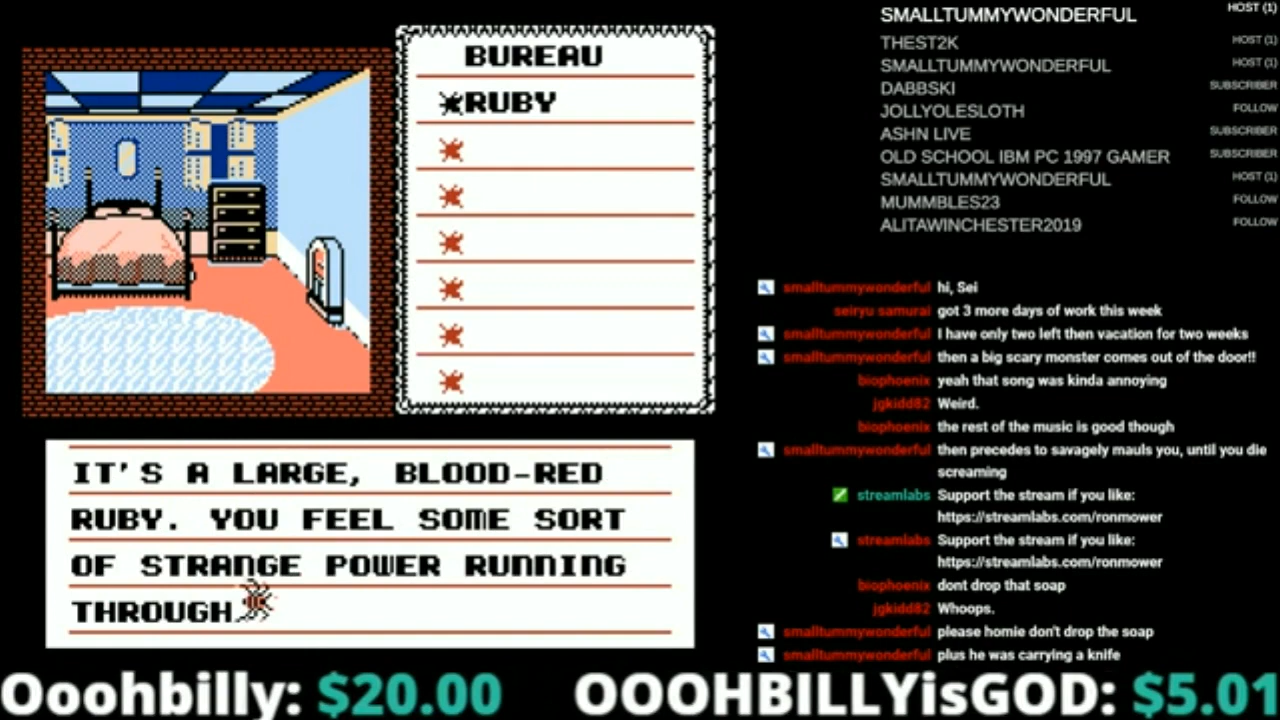 BUREAU
RUBY
IT'S A LARGE, BLOOD-RED
RUBY. YOU FEEL SOME SORT
OF STRANGE POWER RUNNING
THROUGH
SMALLTUMMYWONDERFUL HOST (1)
THEST2K HOST (1)
SMALLTUMMYWONDERFUL HOST (1)
DABBSKI SUBSCRIBER
JOLLYOLESLOTH FOLLOW
ASHN LIVE SUBSCRIBER
OLD SCHOOL IBM PC 1997 GAMER SUBSCRIBER
SMALLTUMMYWONDERFUL HOST (1)
MUMMBLES23 FOLLOW
ALITAWINCHESTER2019 FOLLOW
smalltummywonderful hi, Sei
seiryu samurai got 3 more days of work this week
smalltummywonderful I have only two left then vacation for two weeks
smalltummywonderful then a big scary monster comes out of the door!!
biophoenix yeah that song was kinda annoying
jgkidd82 Weird.
biophoenix the rest of the music is good though
smalltummywonderful then precedes to savagely mauls you, until you die
screaming
streamlabs Support the stream if you like:
https://streamlabs.com/ronmower
streamlabs Support the stream if you like:
https://streamlabs.com/ronmower
biophoenix dont drop that soap
jgkidd82 Whoops.
smalltummywonderful please homie don't drop the soap
smalltummywonderful plus he was carrying a knife
Ooohbilly: $20.00 OOOHBILLYisGOD: $5.01